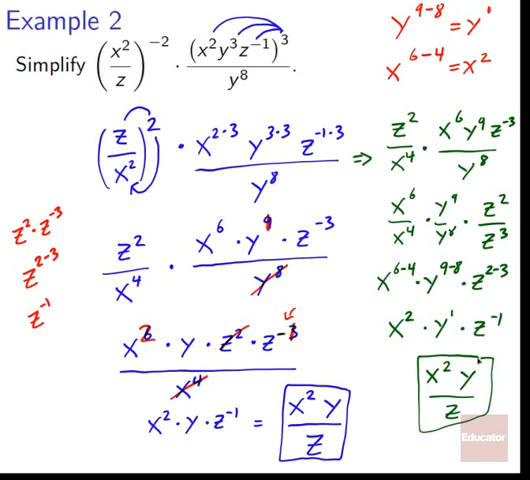 Example 2
Simplify (x²/z)⁻² · (x²y³z⁻¹)³/y⁸.
y⁹⁻⁸ = y¹
x⁶⁻⁴ = x²
(z/x²)² · x²·³ y³·³ z⁻¹·³/y⁸ ⇒ z²/x⁴ · x⁶y⁹z⁻³/y⁸
x⁶/x⁴ · y⁹/y⁸ · z²/z³
z² · z⁻³
z²⁻³
z⁻¹
z²/x⁴ · x⁶ · y⁹ · z⁻³/y⁸
x⁶⁻⁴ · y⁹⁻⁸ · z²⁻³
x² · y · z² · z⁻¹/x⁴
x² · y¹ · z⁻¹
x² · y · z⁻¹ = x² y/z
x² y/z
Educator